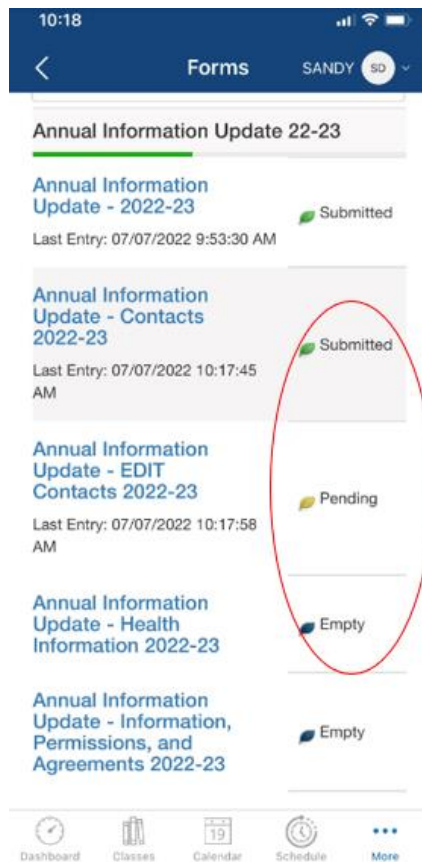 10:18
Forms
SANDY SD
Annual Information Update 22-23
Annual Information
Update - 2022-23
Submitted
Last Entry: 07/07/2022 9:53:30 AM
Annual Information
Update - Contacts
2022-23
Submitted
Last Entry: 07/07/2022 10:17:45
AM
Annual Information
Update - EDIT
Contacts 2022-23
Pending
Last Entry: 07/07/2022 10:17:58
AM
Annual Information
Update - Health
Information 2022-23
Empty
Annual Information
Update - Information,
Permissions, and
Agreements 2022-23
Empty
19
Dashboard Classes Calendar Schedule More